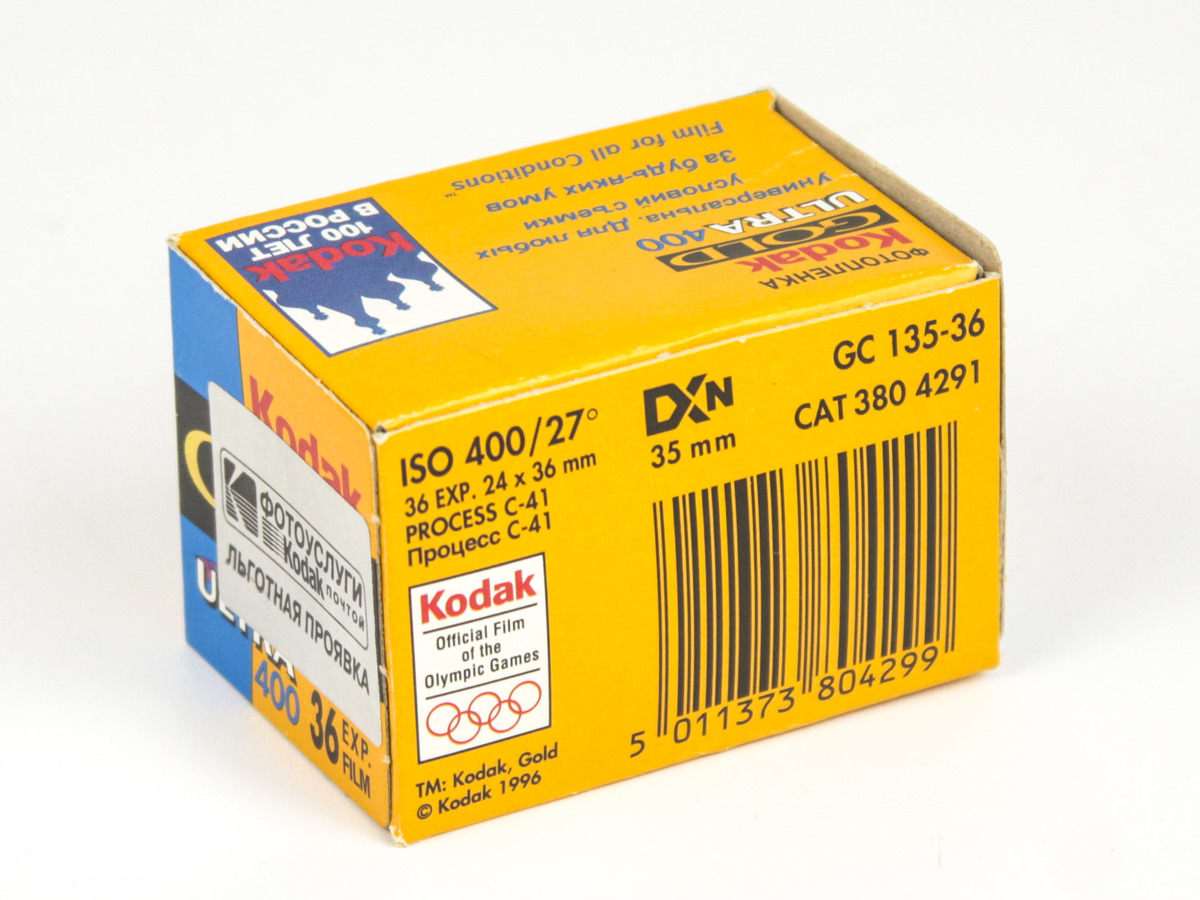 Film for all Conditions™
За будь-яких умов
условий съемки
Универсальна. Для любых
ULTRA 400
GOLD
Kodak
ФОТОПЛЕНКА
В РОССИИ
100 ЛЕТ
Kodak
Kodak
ФОТОУСЛУГИ
Kodak ПОЧТОЙ
ЛЬГОТНАЯ ПРОЯВКА
400
36 EXP.
FILM
ISO 400/27°
36 EXP. 24 x 36 mm
PROCESS C-41
Процесс C-41
DXN
35 mm
GC 135-36
CAT 380 4291
Kodak
Official Film
of the
Olympic Games
TM: Kodak, Gold
© Kodak 1996
5 011373 804299